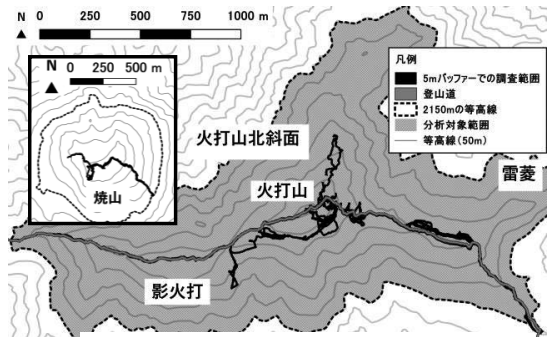 N
0 250 500 750 1000 m
N
0 250 500 m
焼山
火打山北斜面
火打山
影火打
雷菱
凡例
5mバッファーでの調査範囲
登山道
2150mの等高線
分析対象範囲
等高線(50m)